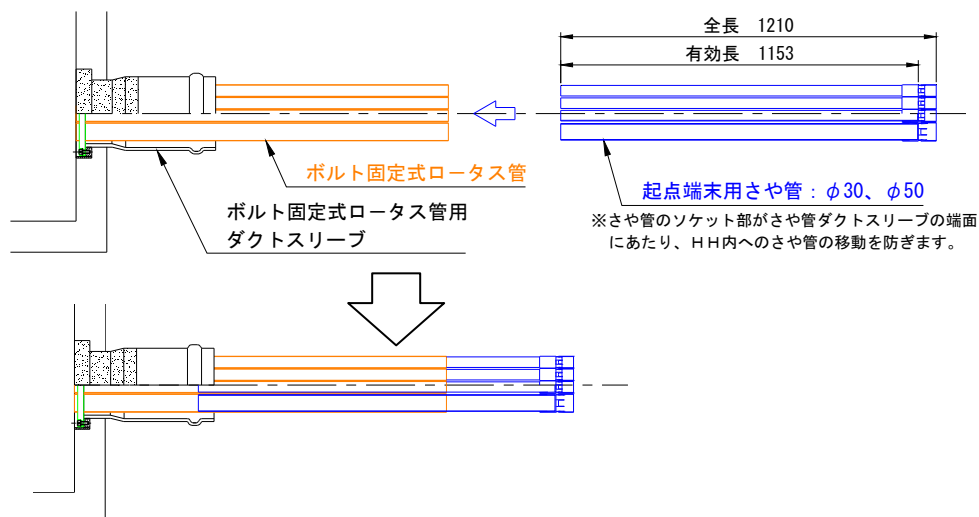 全長 1210
有効長 1153
ボルト固定式ロータス管
ボルト固定式ロータス管用
ダクトスリーブ
起点端末用さや管：φ30、φ50
※さや管のソケット部がさや管ダクトスリーブの端面
にあたり、HH内へのさや管の移動を防ぎます。